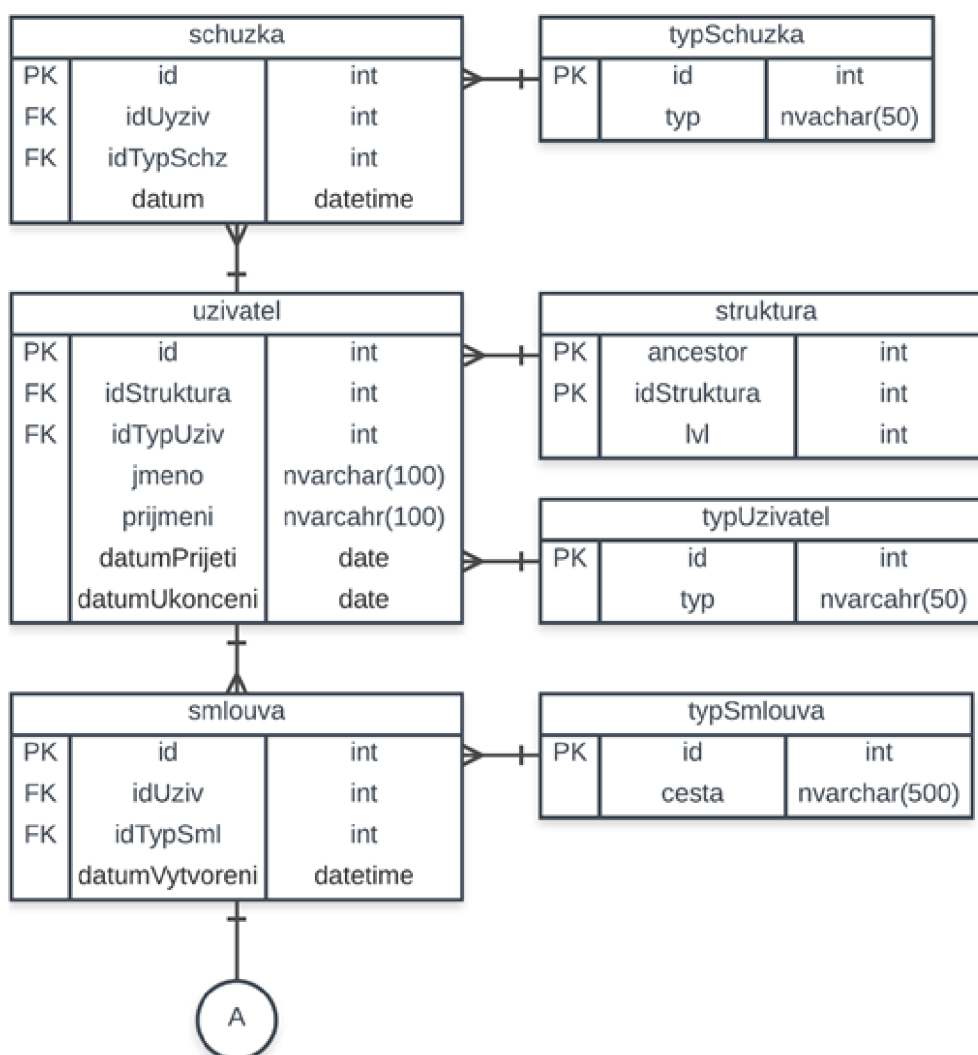 schuzka
PK id int
FK idUyziv int
FK idTypSchz int
datum datetime
typSchuzka
PK id int
typ nvachar(50)
uzivatel
PK id int
FK idStruktura int
FK idTypUziv int
jmeno nvarchar(100)
prijmeni nvarcahr(100)
datumPrijeti date
datumUkonceni date
struktura
PK ancestor int
PK idStruktura int
lvl int
typUzivatel
PK id int
typ nvarcahr(50)
smlouva
PK id int
FK idUziv int
FK idTypSml int
datumVytvoreni datetime
typSmlouva
PK id int
cesta nvarchar(500)
A